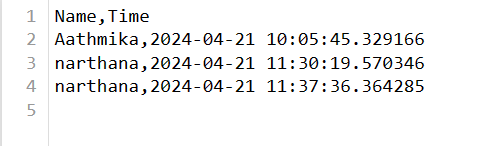 1 Name,Time
2 Aathmika,2024-04-21 10:05:45.329166
3 narthana,2024-04-21 11:30:19.570346
4 narthana,2024-04-21 11:37:36.364285
5